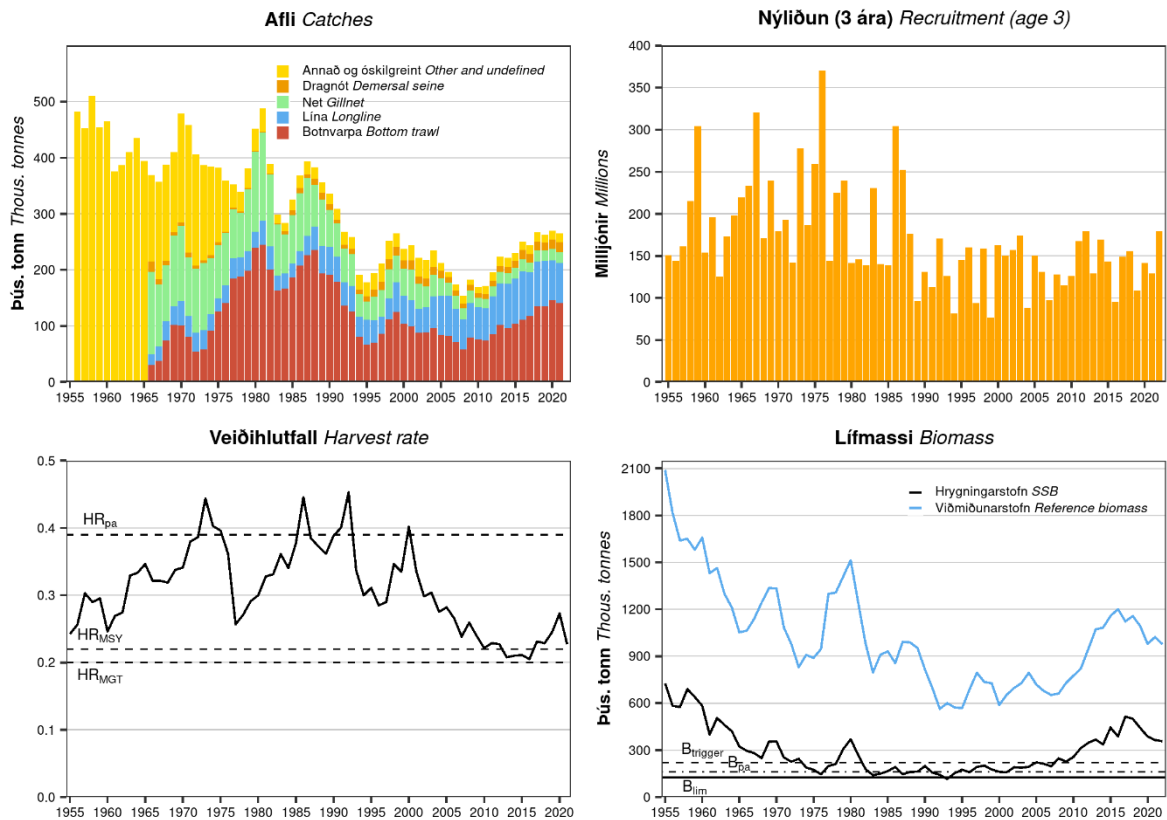 Afli Catches
Þús. tonn Thous. tonnes
500
400
300
200
100
0
Annað og óskilgreint Other and undefined
Dragnót Demersal seine
Net Gillnet
Lína Longline
Botnvarpa Bottom trawl
1955 1960 1965 1970 1975 1980 1985 1990 1995 2000 2005 2010 2015 2020
Nýliðun (3 ára) Recruitment (age 3)
Milljónir Millions
400
350
300
250
200
150
100
50
0
1955 1960 1965 1970 1975 1980 1985 1990 1995 2000 2005 2010 2015 2020
Veiðihlutfall Harvest rate
0.5
0.4
0.3
0.2
0.1
0.0
HRpa
HRMSY
HRMGT
1955 1960 1965 1970 1975 1980 1985 1990 1995 2000 2005 2010 2015 2020
Lífmassi Biomass
Þús. tonn Thous. tonnes
2100
1800
1500
1200
900
600
300
0
Hrygningarstofn SSB
Viðmiðunarstofn Reference biomass
Btrigger
Bpa
Blim
1955 1960 1965 1970 1975 1980 1985 1990 1995 2000 2005 2010 2015 2020